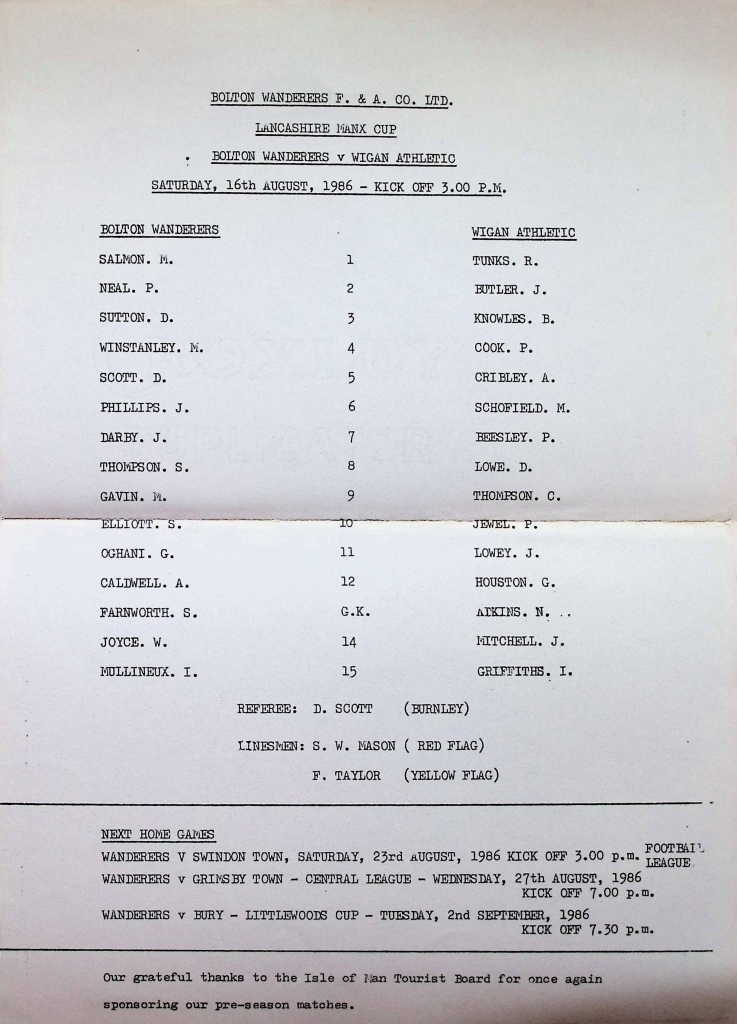 BOLTON WANDERERS F. & A. CO. LTD.
LANCASHIRE MANX CUP
BOLTON WANDERERS v WIGAN ATHLETIC
SATURDAY, 16th AUGUST, 1986 - KICK OFF 3.00 P.M.
BOLTON WANDERERS WIGAN ATHLETIC
SALMON. M. 1 TUNKS. R.
NEAL. P. 2 BUTLER. J.
SUTTON. D. 3 KNOWLES. B.
WINSTANLEY. M. 4 COOK. P.
SCOTT. D. 5 CRIBLEY. A.
PHILLIPS. J. 6 SCHOFIELD. M.
DARBY. J. 7 BEESLEY. P.
THOMPSON. S. 8 LOWE. D.
GAVIN. M. 9 THOMPSON. C.
ELLIOTT. S. 10 JEWEL. P.
OGHANI. G. 11 LOWEY. J.
CALDWELL. A. 12 HOUSTON. G.
FARNWORTH. S. G.K. ADKINS. N. ..
JOYCE. W. 14 MITCHELL. J.
MULLINEUX. I. 15 GRIFFITHS. I.
REFEREE: D. SCOTT (BURNLEY)
LINESMEN: S. W. MASON ( RED FLAG)
F. TAYLOR (YELLOW FLAG)
NEXT HOME GAMES
WANDERERS V SWINDON TOWN, SATURDAY, 23rd AUGUST, 1986 KICK OFF 3.00 p.m. FOOTBALL
LEAGUE
WANDERERS v GRIMSBY TOWN - CENTRAL LEAGUE - WEDNESDAY, 27th AUGUST, 1986
KICK OFF 7.00 p.m.
WANDERERS v BURY - LITTLEWOODS CUP - TUESDAY, 2nd SEPTEMBER, 1986
KICK OFF 7.30 p.m.
Our grateful thanks to the Isle of Man Tourist Board for once again
sponsoring our pre-season matches.